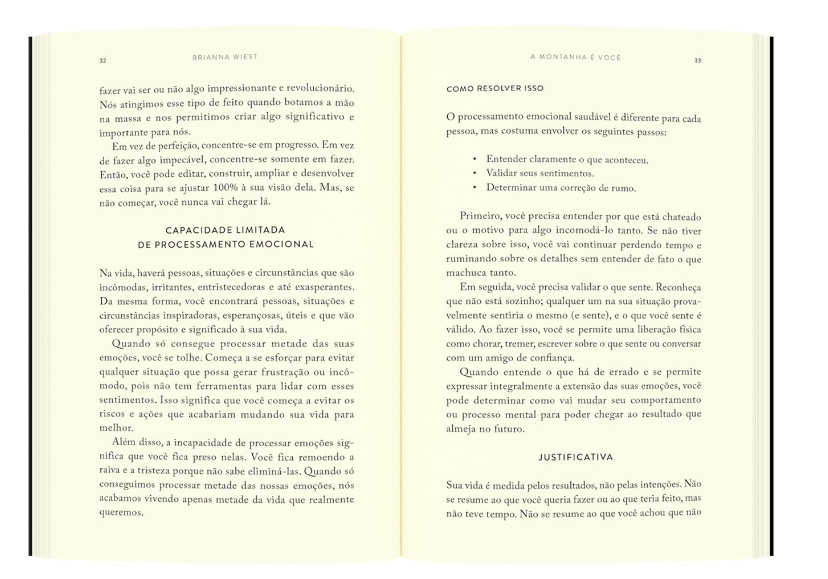 32
BRIANNA WIEST
fazer vai ser ou não algo impressionante e revolucionário.
Nós atingimos esse tipo de feito quando botamos a mão
na massa e nos permitimos criar algo significativo e
importante para nós.
Em vez de perfeição, concentre-se em progresso. Em vez
de fazer algo impecável, concentre-se somente em fazer.
Então, você pode editar, construir, ampliar e desenvolver
essa coisa para se ajustar 100% à sua visão dela. Mas, se
não começar, você nunca vai chegar lá.
CAPACIDADE LIMITADA
DE PROCESSAMENTO EMOCIONAL
Na vida, haverá pessoas, situações e circunstâncias que são
incômodas, irritantes, entristecedoras e até exasperantes.
Da mesma forma, você encontrará pessoas, situações e
circunstâncias inspiradoras, esperançosas, úteis e que vão
oferecer propósito e significado à sua vida.
Quando só consegue processar metade das suas
emoções, você se tolhe. Começa a se esforçar para evitar
qualquer situação que possa gerar frustração ou incô-
modo, pois não tem ferramentas para lidar com esses
sentimentos. Isso significa que você começa a evitar os
riscos e ações que acabariam mudando sua vida para
melhor.
Além disso, a incapacidade de processar emoções sig-
nifica que você fica preso nelas. Você fica remoendo a
raiva e a tristeza porque não sabe eliminá-las. Quando só
conseguimos processar metade das nossas emoções, nós
acabamos vivendo apenas metade da vida que realmente
queremos.
A MONTANHA É VOCÊ
33
COMO RESOLVER ISSO
O processamento emocional saudável é diferente para cada
pessoa, mas costuma envolver os seguintes passos:
• Entender claramente o que aconteceu.
• Validar seus sentimentos.
• Determinar uma correção de rumo.
Primeiro, você precisa entender por que está chateado
ou o motivo para algo incomodá-lo tanto. Se não tiver
clareza sobre isso, você vai continuar perdendo tempo e
ruminando sobre os detalhes sem entender de fato o que
machuca tanto.
Em seguida, você precisa validar o que sente. Reconheça
que não está sozinho; qualquer um na sua situação prova-
velmente sentiria o mesmo (e sente), e o que você sente é
válido. Ao fazer isso, você se permite uma liberação física
como chorar, tremer, escrever sobre o que sente ou conversar
com um amigo de confiança.
Quando entende o que há de errado e se permite
expressar integralmente a extensão das suas emoções, você
pode determinar como vai mudar seu comportamento
ou processo mental para poder chegar ao resultado que
almeja no futuro.
JUSTIFICATIVA
Sua vida é medida pelos resultados, não pelas intenções. Não
se resume ao que você queria fazer ou ao que teria feito, mas
não teve tempo. Não se resume ao que você achou que não